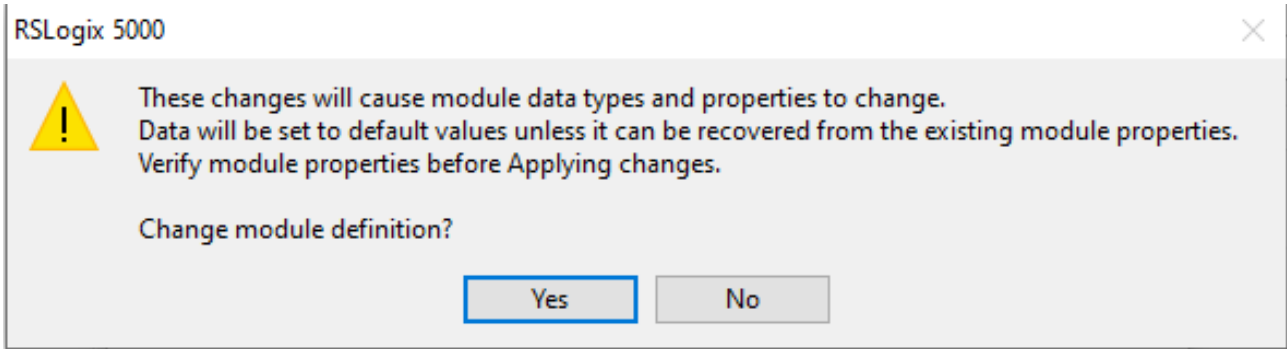 RSLogix 5000
These changes will cause module data types and properties to change.
Data will be set to default values unless it can be recovered from the existing module properties.
Verify module properties before Applying changes.
Change module definition?
Yes No